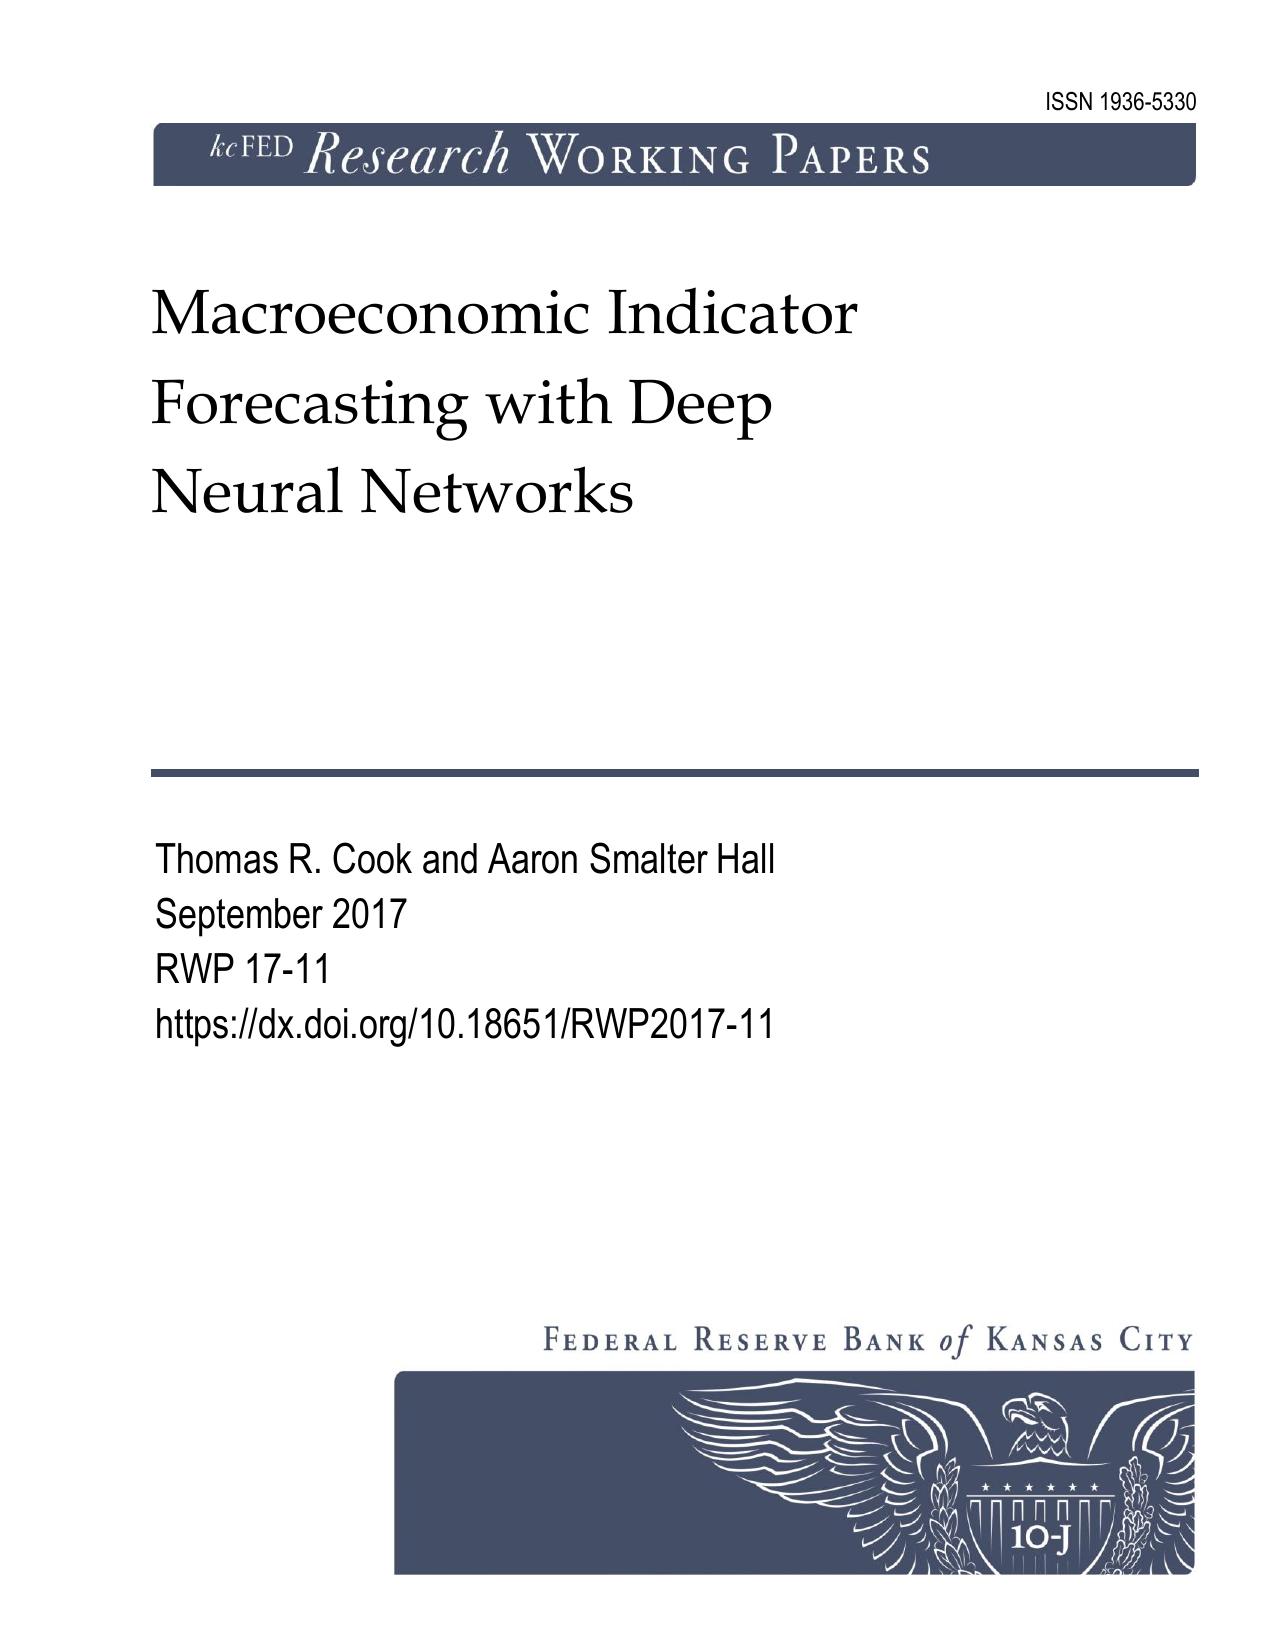 ISSN 1936-5330
kcFED Research WORKING PAPERS
Macroeconomic Indicator
Forecasting with Deep
Neural Networks
Thomas R. Cook and Aaron Smalter Hall
September 2017
RWP 17-11
https://dx.doi.org/10.18651/RWP2017-11
FEDERAL RESERVE BANK of KANSAS CITY
10-J